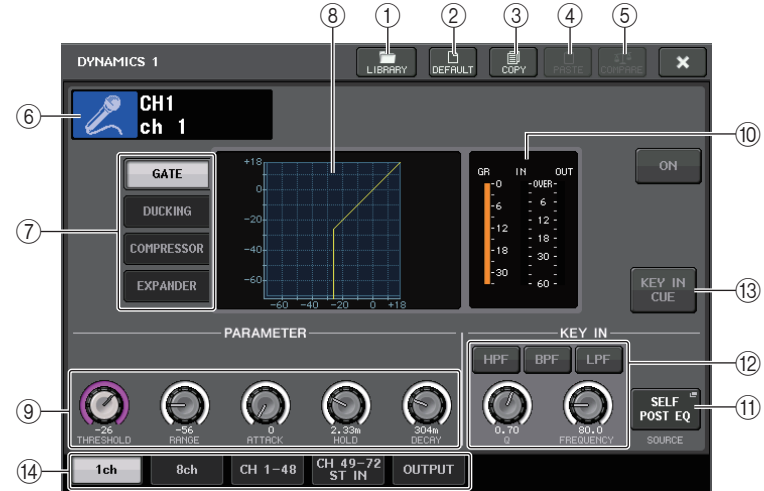 ① ② ③ ④ ⑤ ⑧
DYNAMICS 1
LIBRARY DEFAULT COPY PASTE COMPARE ×
⑥ CH1
ch 1
⑩
⑦
GATE
DUCKING
COMPRESSOR
EXPANDER
+18
0
-20
-40
-60
-60 -40 -20 0 +18
GR IN OUT
-0 -OVER-
-6 - 6 -
-12 - 12 -
-18 - 18 -
-30 - 30 -
- 60 -
ON
KEY IN
CUE
⑬
PARAMETER
KEY IN
HPF BPF LPF
⑫
⑨
-26 -56 0 2.33m 304m
THRESHOLD RANGE ATTACK HOLD DECAY
0.70 80.0
Q FREQUENCY
SELF
POST EQ
⑪
SOURCE
⑭
1ch 8ch CH 1-48 CH 49-72
ST IN OUTPUT